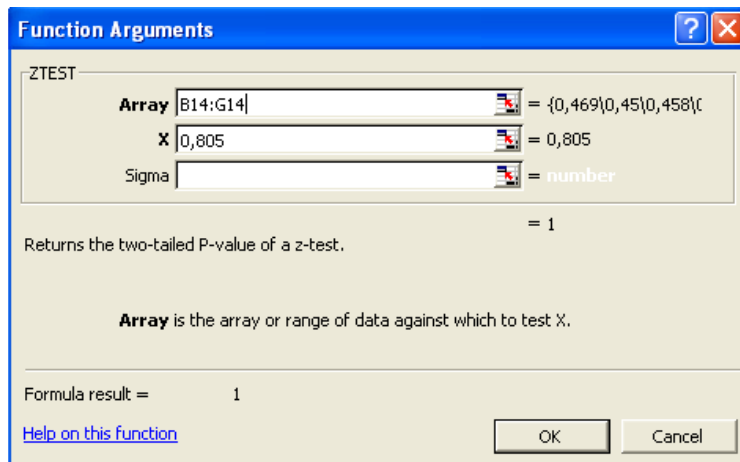 Function Arguments
ZTEST
Array B14:G14 = {0,469\0,45\0,458\(
X 0,805 = 0,805
Sigma = number
= 1
Returns the two-tailed P-value of a z-test.
Array is the array or range of data against which to test X.
Formula result = 1
Help on this function
OK Cancel